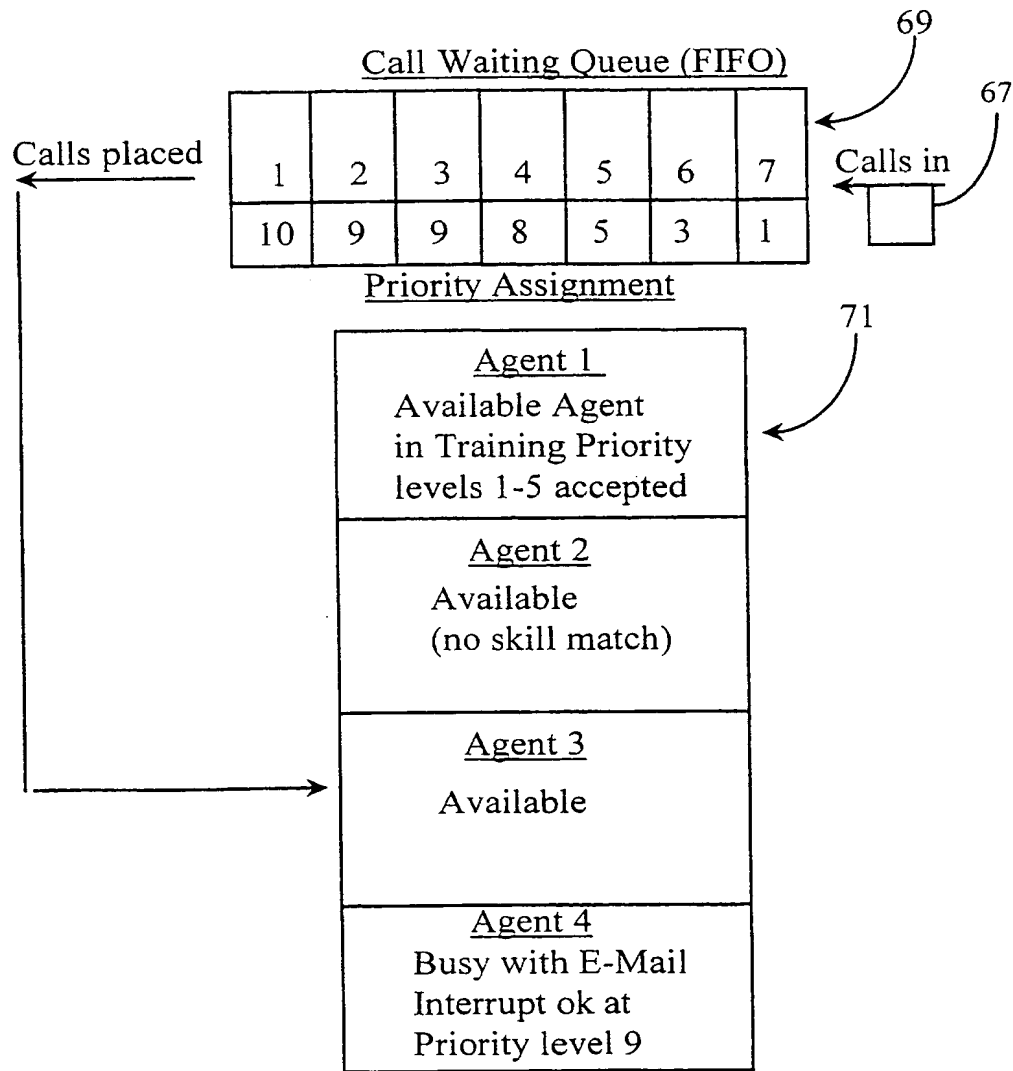 69
Call Waiting Queue (FIFO)
67
Calls placed
Calls in
1 2 3 4 5 6 7
10 9 9 8 5 3 1
Priority Assignment
71
Agent 1
Available Agent
in Training Priority
levels 1-5 accepted
Agent 2
Available
(no skill match)
Agent 3
Available
Agent 4
Busy with E-Mail
Interrupt ok at
Priority level 9